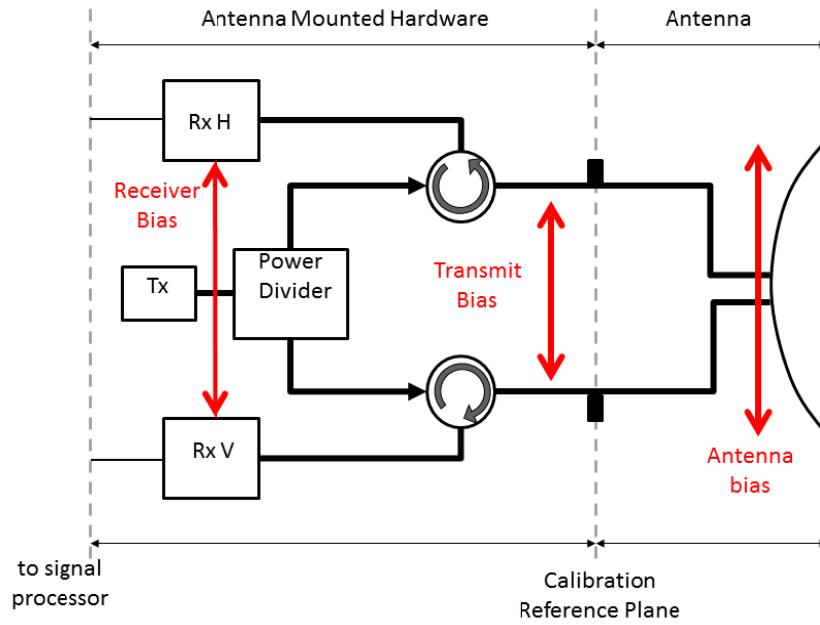 Antenna Mounted Hardware
Antenna
Rx H
Receiver
Bias
Tx
Power
Divider
Transmit
Bias
Rx V
Antenna
bias
to signal
processor
Calibration
Reference Plane